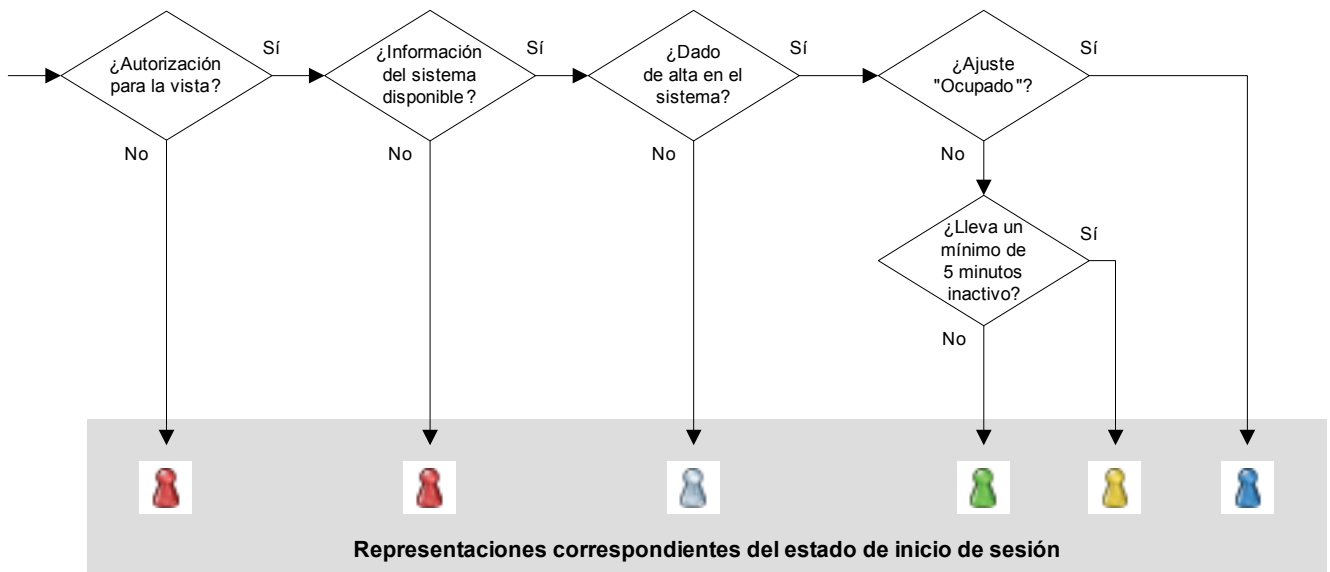 ¿Autorización
para la vista?
Sí
No
¿Información
del sistema
disponible?
Sí
No
¿Dado
de alta en el
sistema?
Sí
No
¿Ajuste
"Ocupado"?
Sí
No
¿Lleva un
mínimo de
5 minutos
inactivo?
Sí
No
Representaciones correspondientes del estado de inicio de sesión